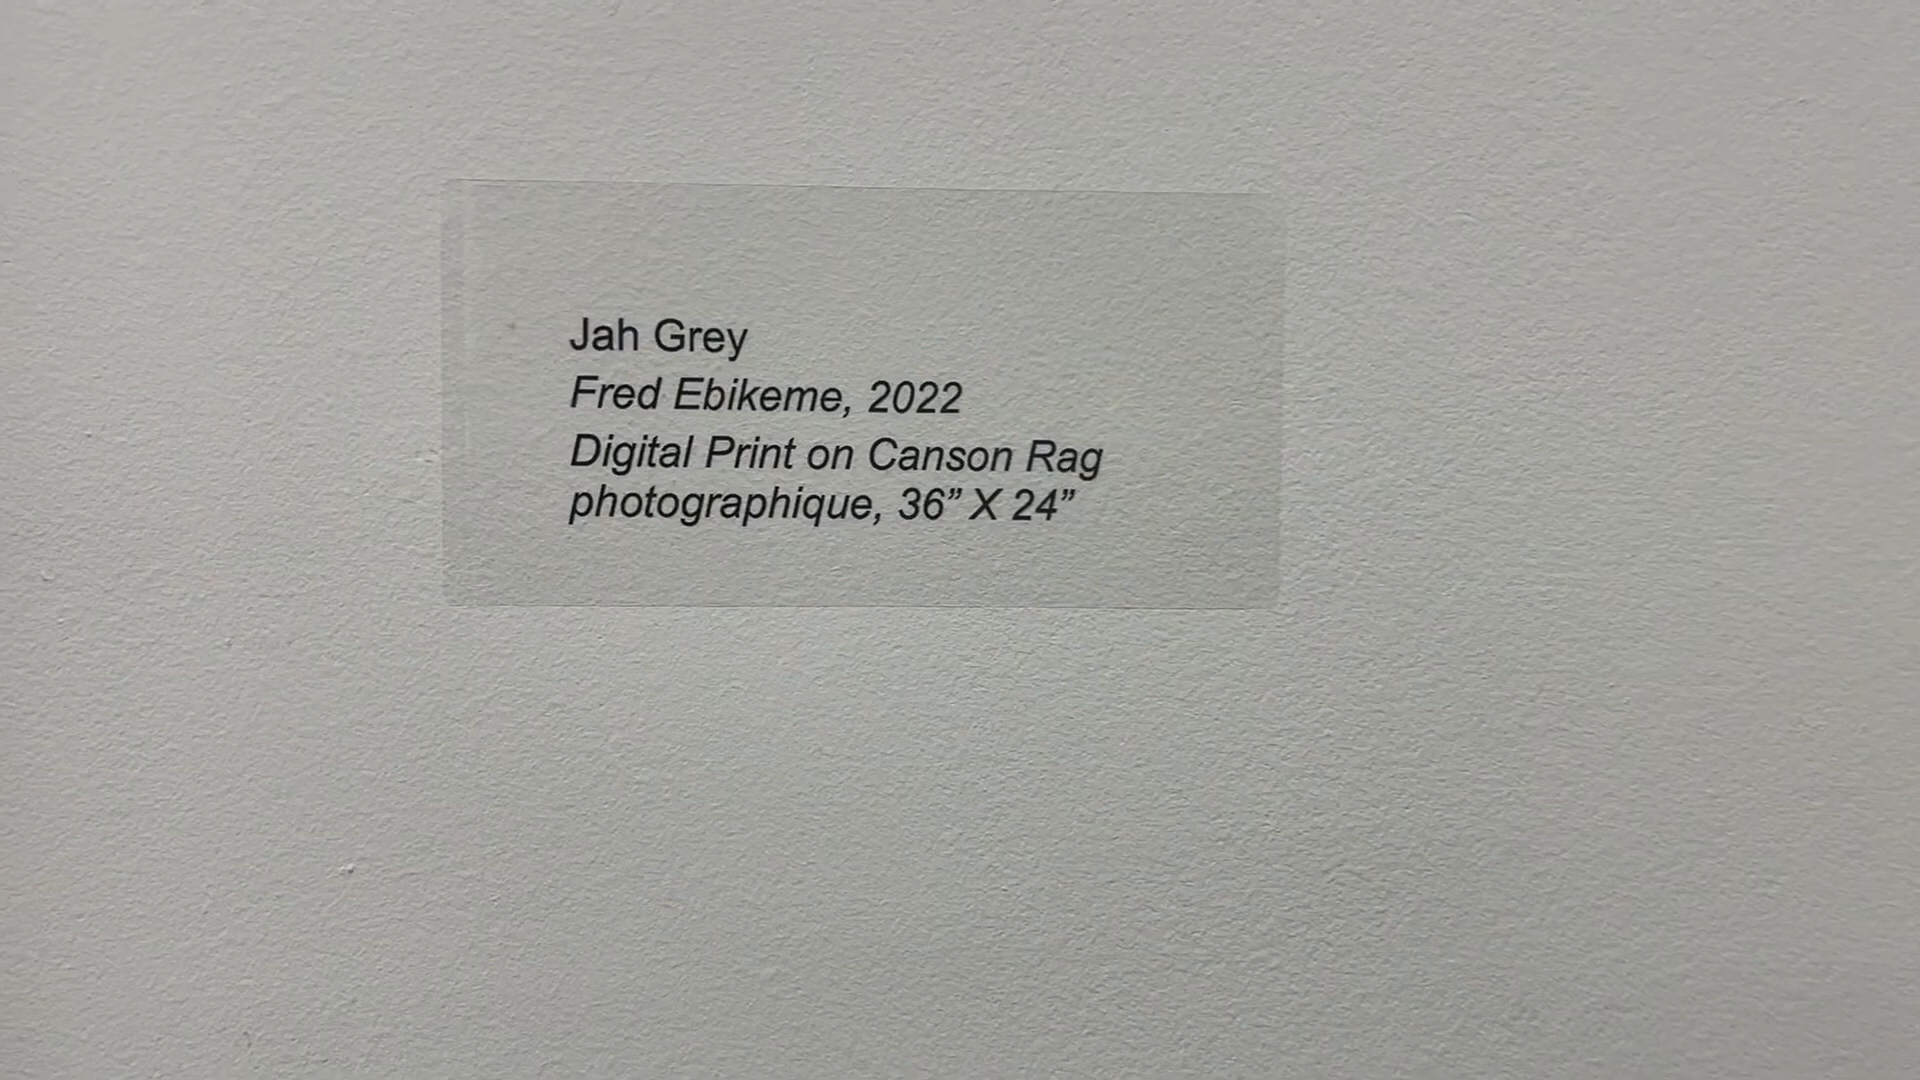 Jah Grey
Fred Ebikeme, 2022
Digital Print on Canson Rag
photographique, 36” X 24”